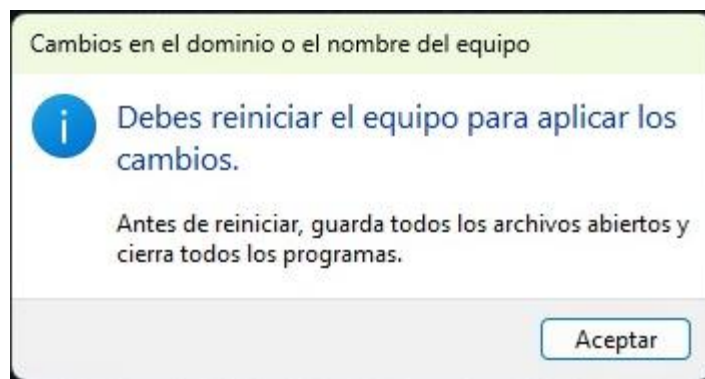 Cambios en el dominio o el nombre del equipo
Debes reiniciar el equipo para aplicar los
cambios.
Antes de reiniciar, guarda todos los archivos abiertos y
cierra todos los programas.
Aceptar